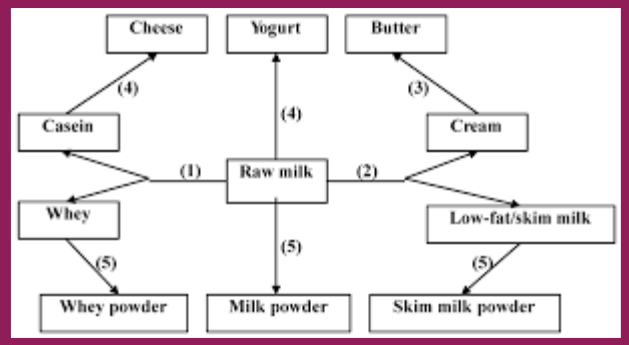 Cheese
Yogurt
Butter
(4)
(3)
(4)
Casein
Cream
(1)
Raw milk
(2)
Whey
Low-fat/skim milk
(5)
(5)
(5)
Whey powder
Milk powder
Skim milk powder